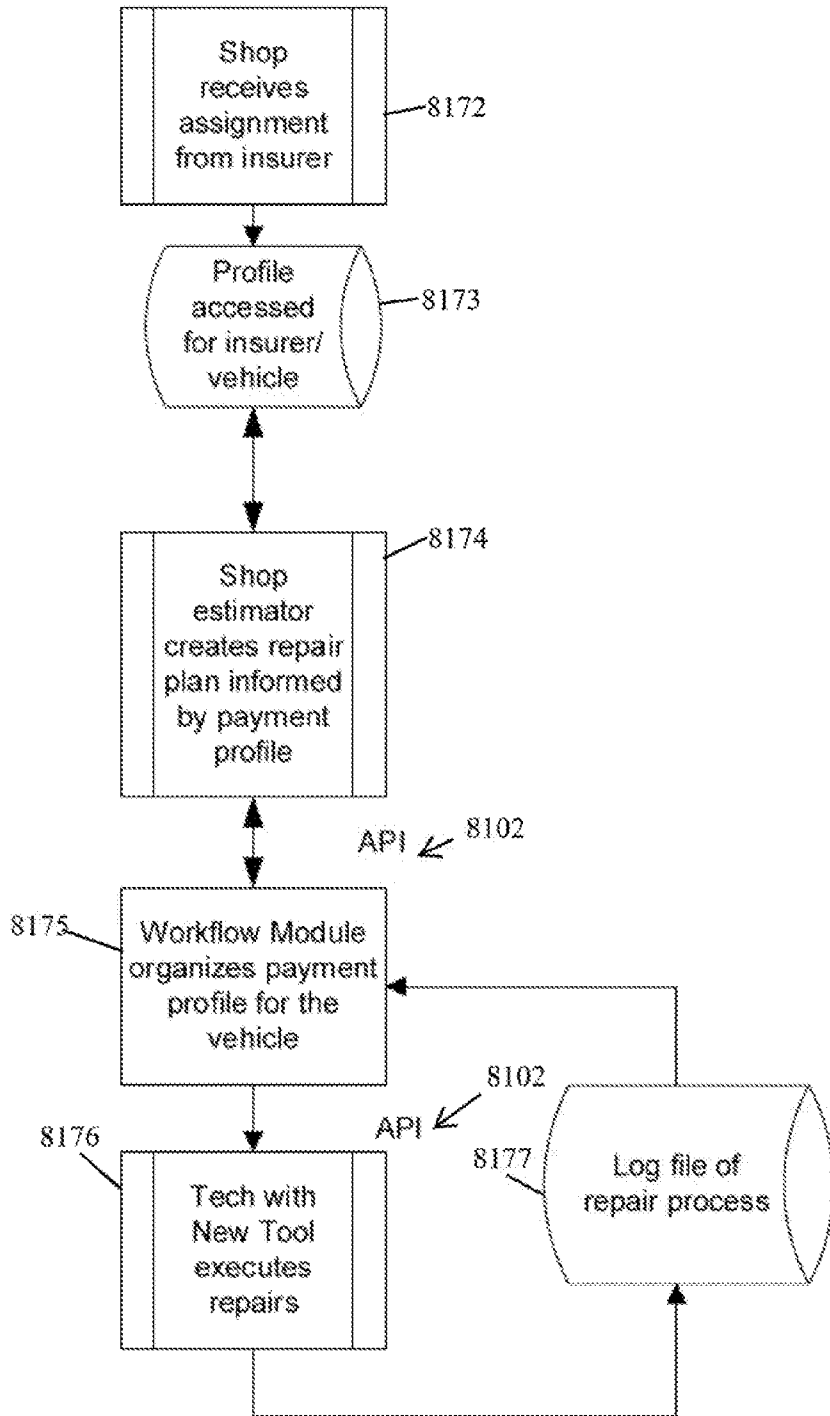 Shop
receives
assignment
from insurer
8172
Profile
accessed
for insurer/
vehicle
8173
8174
Shop
estimator
creates repair
plan informed
by payment
profile
API
8102
8175
Workflow Module
organizes payment
profile for the
vehicle
8102
API
8176
Tech with
New Tool
executes
repairs
8177
Log file of
repair process